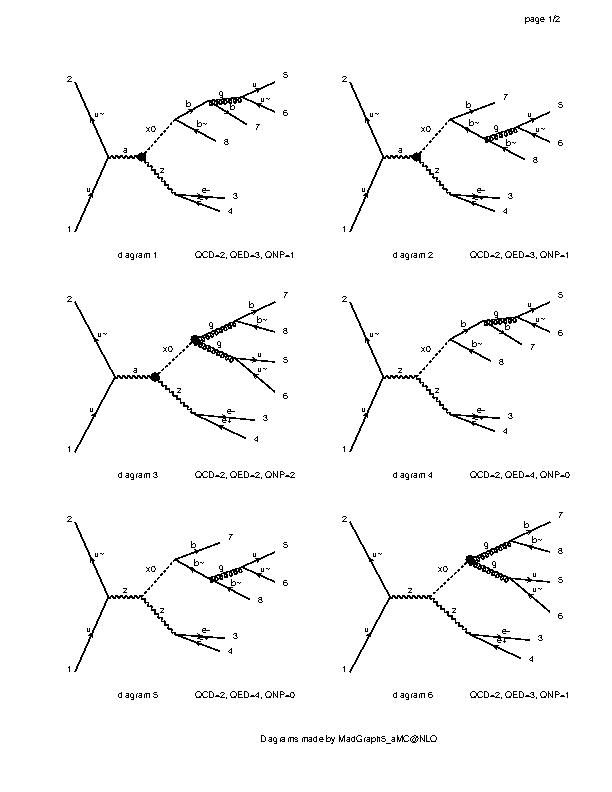 page 1/2
2
u~
u
1
a
x0
z
b
g
u
5
u~
6
b
7
b~
8
e-
3
4
diagram 1 QCD=2, QED=3, QNP=1
2
u~
u
1
a
x0
z
b
7
b~
g
u
5
u~
6
b~
8
e-
3
4
diagram 2 QCD=2, QED=3, QNP=1
2
u~
u
1
a
x0
z
g
b
7
b~
8
g
u
5
u~
6
e-
3
e+
4
diagram 3 QCD=2, QED=2, QNP=2
2
u~
u
1
z
x0
z
b
g
u
5
u~
6
b
7
b~
8
e-
3
e+
4
diagram 4 QCD=2, QED=4, QNP=0
2
u~
u
1
z
x0
z
b
7
b~
g
u
5
u~
6
b~
8
e-
3
4
diagram 5 QCD=2, QED=4, QNP=0
2
u~
u
1
z
x0
z
g
b
7
b~
8
g
u
5
u~
6
e-
3
e+
4
diagram 6 QCD=2, QED=3, QNP=1
Diagrams made by MadGraph5_aMC@NLO